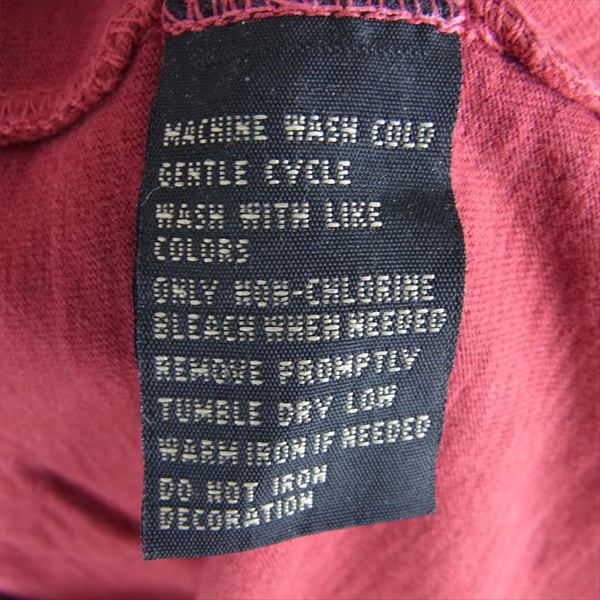 MACHINE WASH COLD
GENTLE CYCLE
WASH WITH LIKE
COLORS
ONLY NON-CHLORINE
BLEACH WHEN NEEDED
REMOVE PROMPTLY
TUMBLE DRY LOW
WARM IRON IF NEEDED
DO NOT IRON
DECORATION